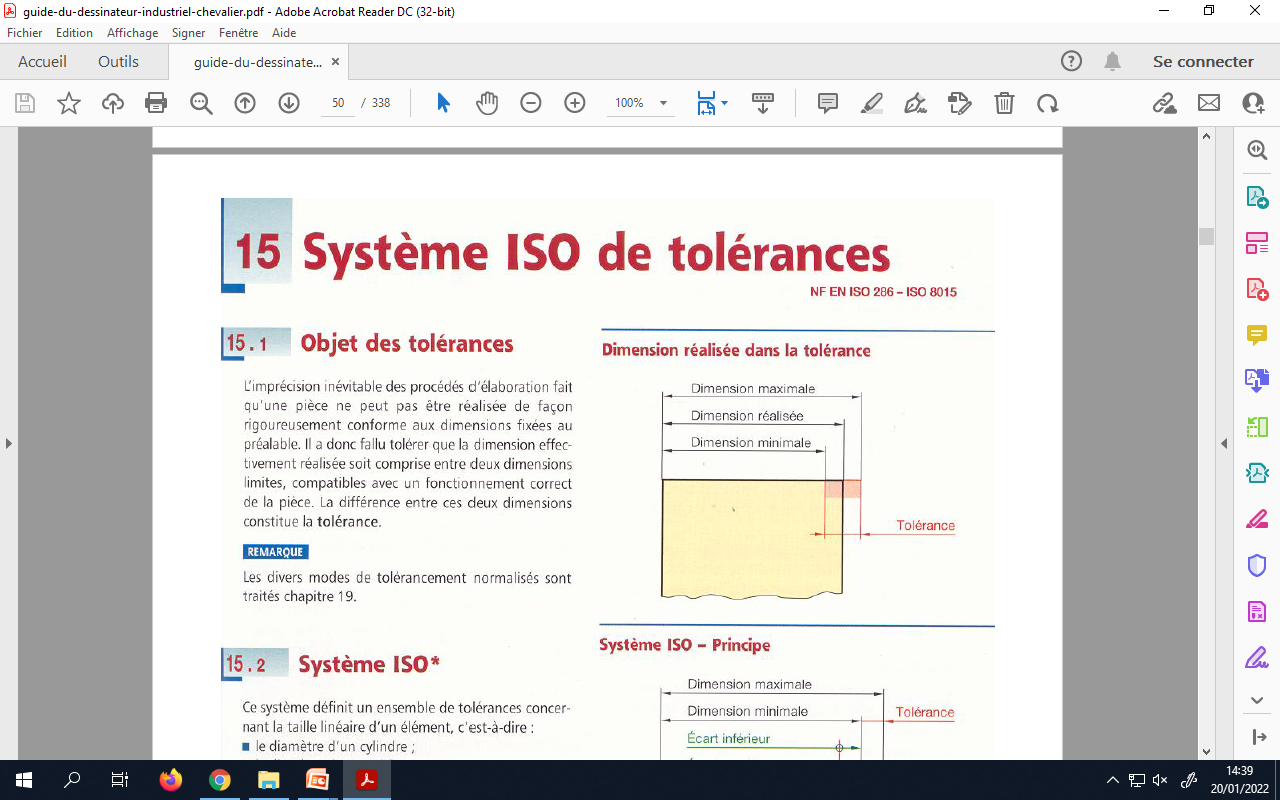 guide-du-dessinateur-industriel-chevalier.pdf - Adobe Acrobat Reader DC (32-bit)
Fichier Edition Affichage Signer Fenêtre Aide
Accueil Outils guide-du-dessinate... × Se connecter
50 / 338 100%
15 Système ISO de tolérances
NF EN ISO 286 – ISO 8015
15.1 Objet des tolérances
L'imprécision inévitable des procédés d'élaboration fait
qu'une pièce ne peut pas être réalisée de façon
rigoureusement conforme aux dimensions fixées au
préalable. Il a donc fallu tolérer que la dimension effec-
tivement réalisée soit comprise entre deux dimensions
limites, compatibles avec un fonctionnement correct
de la pièce. La différence entre ces deux dimensions
constitue la tolérance.
REMARQUE
Les divers modes de tolérancement normalisés sont
traités chapitre 19.
15.2 Système ISO*
Ce système définit un ensemble de tolérances concer-
nant la taille linéaire d'un élément, c'est-à-dire :
■ le diamètre d'un cylindre ;
Dimension réalisée dans la tolérance
Dimension maximale
Dimension réalisée
Dimension minimale
Tolérance
Système ISO – Principe
Dimension maximale
Dimension minimale
Tolérance
Écart inférieur
14:39
20/01/2022